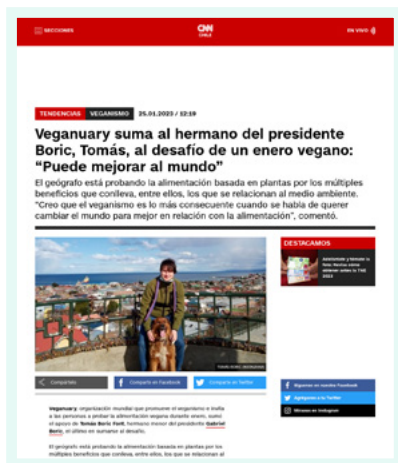 SECCIONES
CNN
CHILE
EN VIVO
TENDENCIAS VEGANISMO 25.01.2023 / 12:19
Veganuary suma al hermano del presidente
Boric, Tomás, al desafío de un enero vegano:
“Puede mejorar al mundo”
El geógrafo está probando la alimentación basada en plantas por los múltiples
beneficios que conlleva, entre ellos, los que se relacionan al medio ambiente.
"Creo que el veganismo es lo más consecuente cuando se habla de querer
cambiar el mundo para mejor en relación con la alimentación”, comentó.
DESTACAMOS
Compártelo
Comparte en Facebook
Comparte en Twitter
Síguenos en nuestro Facebook
Agréganos a tu Twitter
Míranos en Instagram
Veganuary, organización mundial que promueve el veganismo e invita
a las personas a probar la alimentación vegana durante enero, sumó
el apoyo de Tomás Boric Font, hermano menor del presidente Gabriel
Boric, el último en sumarse al desafío.
El geógrafo está probando la alimentación basada en plantas por los
múltiples beneficios que conlleva, entre ellos, los que se relacionan al